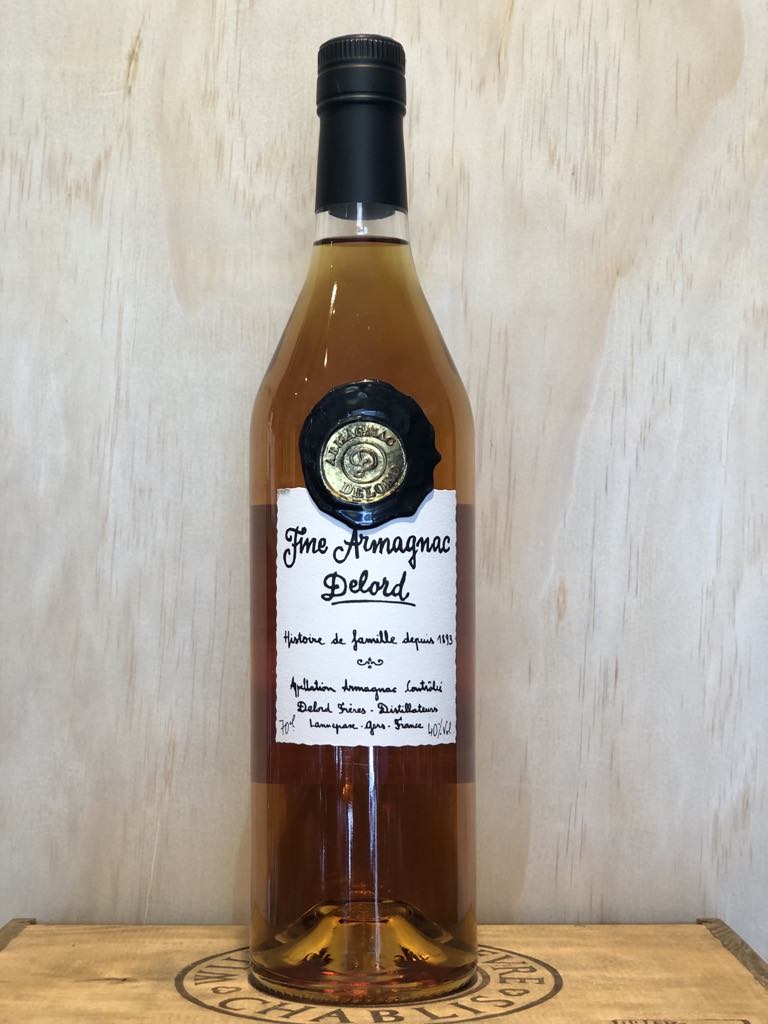 ARMAGNAC
D
DELORD
Fine Armagnac
Delord
Histoire de famille depuis 1893
Appellation Armagnac Contrôlée
Delord Frères - Distillateurs
Lannepax - Gers - France
70cl
40%Vol
CHABLIS